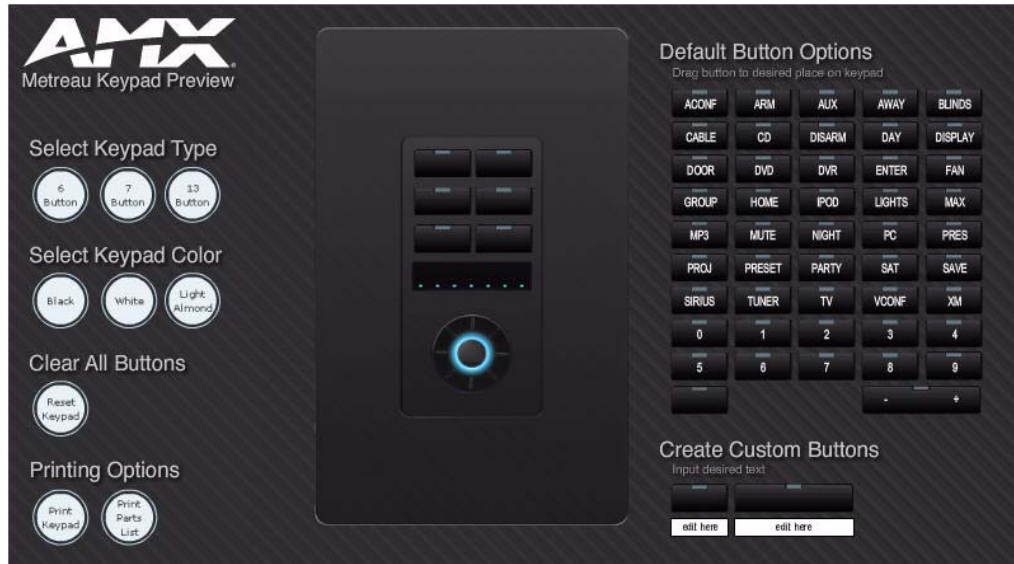 AMX
Metreau Keypad Preview
Select Keypad Type
6 Button
7 Button
13 Button
Select Keypad Color
Black
White
Light Almond
Clear All Buttons
Reset Keypad
Printing Options
Print Keypad
Print Parts List
Default Button Options
Drag button to desired place on keypad
ACONF ARM AUX AWAY BLINDS
CABLE CD DISARM DAY DISPLAY
DOOR DVD DVR ENTER FAN
GROUP HOME IPOD LIGHTS MAX
MP3 MUTE NIGHT PC PRES
PROJ PRESET PARTY SAT SAVE
SIRIUS TUNER TV VCONF XM
0 1 2 3 4
5 6 7 8 9
- +
Create Custom Buttons
Input desired text
edit here edit here